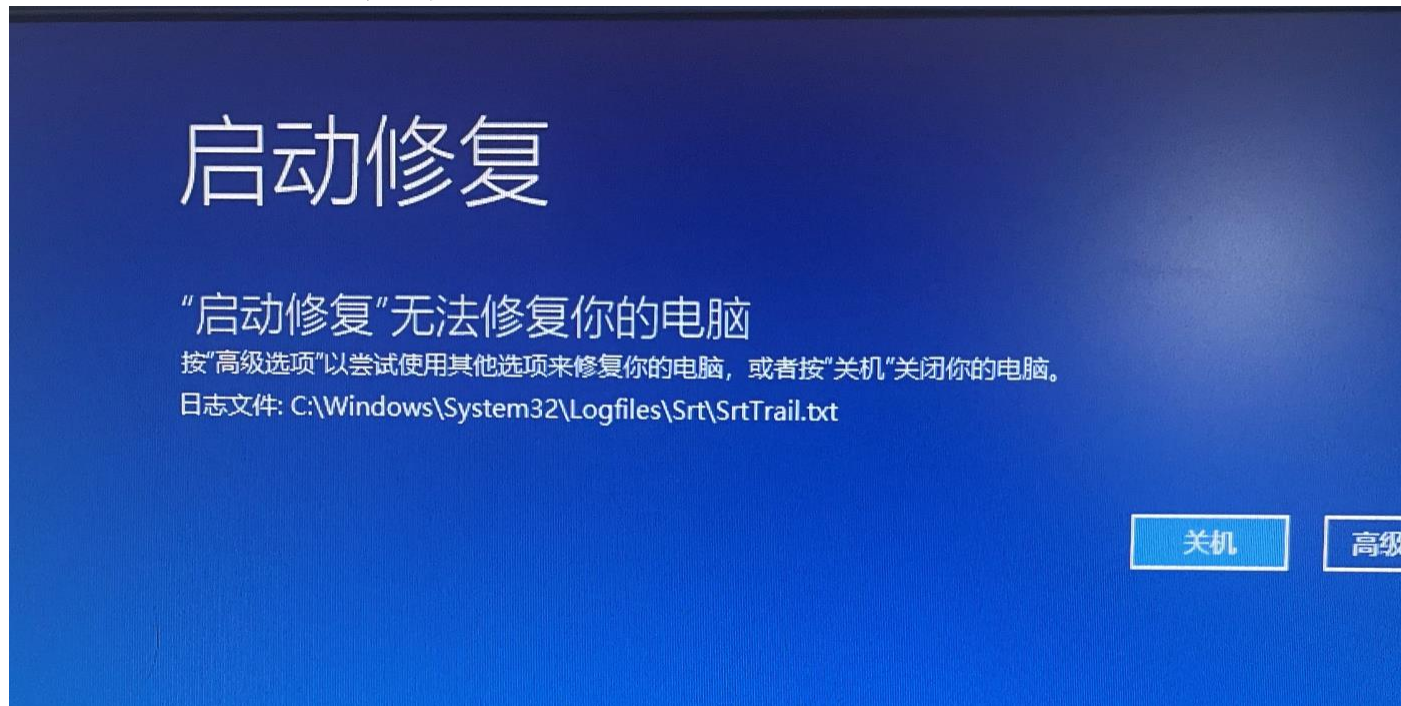 启动修复
“启动修复”无法修复你的电脑
按“高级选项”以尝试使用其他选项来修复你的电脑，或者按“关机”关闭你的电脑。
日志文件: C:\Windows\System32\Logfiles\Srt\SrtTrail.txt
关机 高级